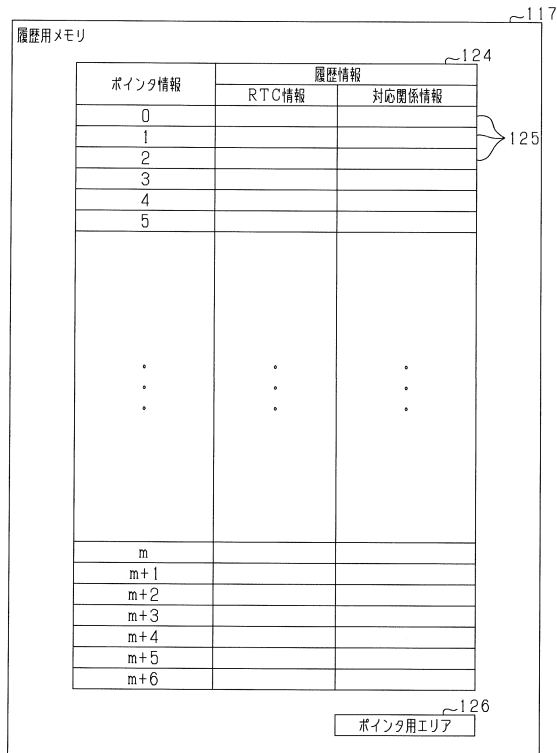 117
履歴用メモリ
124
ポインタ情報
履歴情報
RTC情報
対応関係情報
0
1
2
125
3
4
5
m
m+1
m+2
m+3
m+4
m+5
m+6
126
ポインタ用エリア